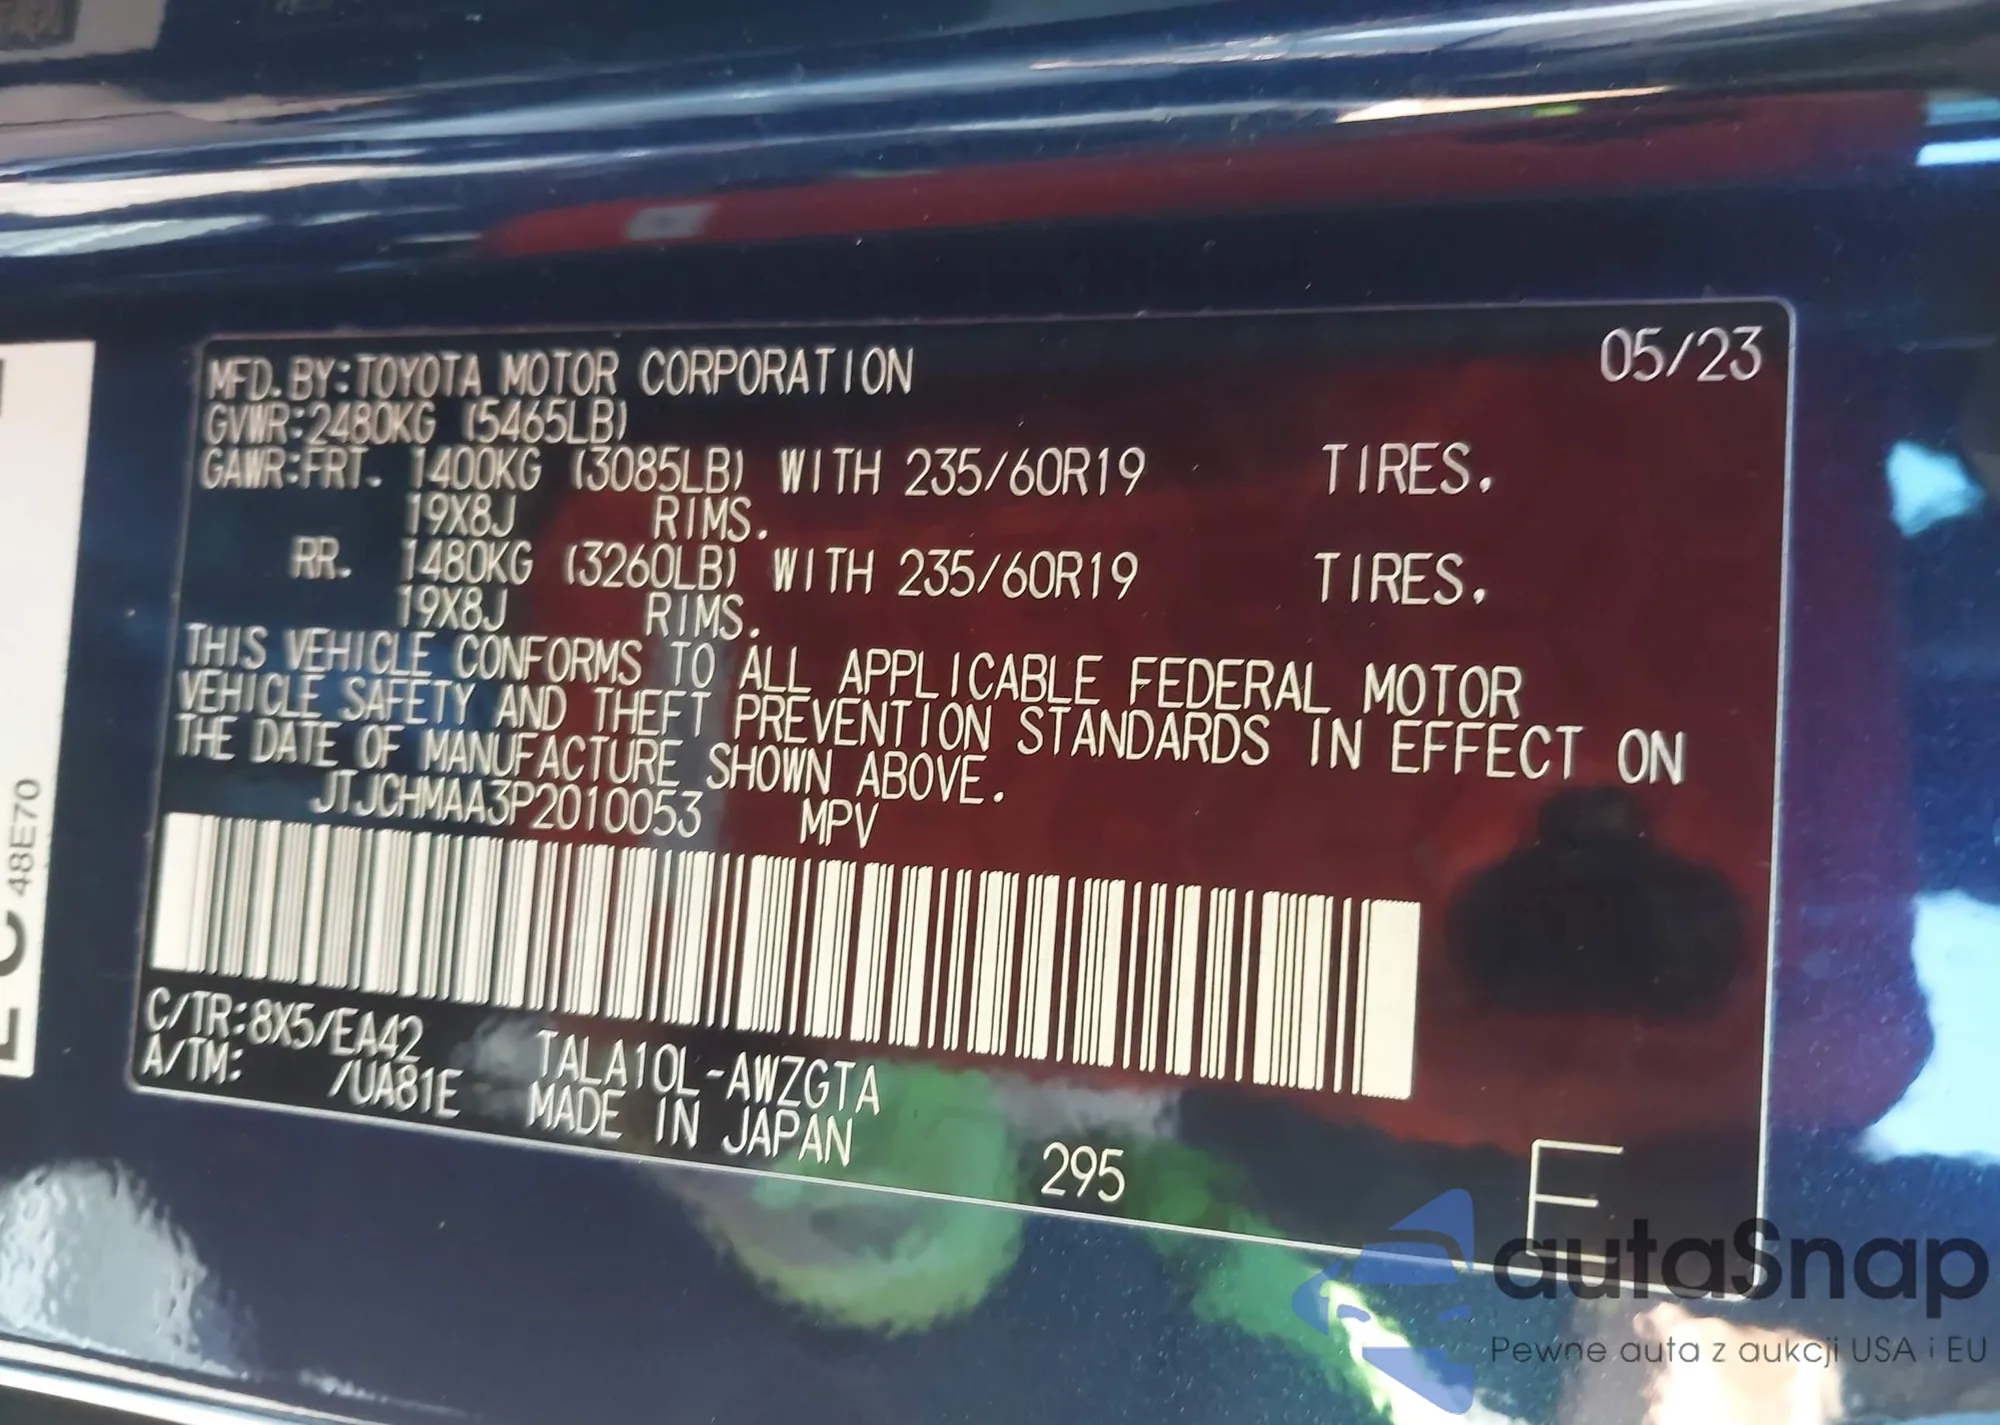 MFD.BY:TOYOTA MOTOR CORPORATION 05/23
GVWR:2480KG (5465LB)
GAWR:FRT. 1400KG (3085LB) WITH 235/60R19 TIRES.
19X8J RIMS.
RR. 1480KG (3260LB) WITH 235/60R19 TIRES.
19X8J RIMS.
THIS VEHICLE CONFORMS TO ALL APPLICABLE FEDERAL MOTOR
VEHICLE SAFETY AND THEFT PREVENTION STANDARDS IN EFFECT ON
THE DATE OF MANUFACTURE SHOWN ABOVE.
JTJCHMAA3P2010053 MPV
C/TR:8X5/EA42 TALA10L-AWZGTA
A/TM: /UA81E MADE IN JAPAN
295
E
48E70
autaSnap
Pewne auta z aukcji USA i EU